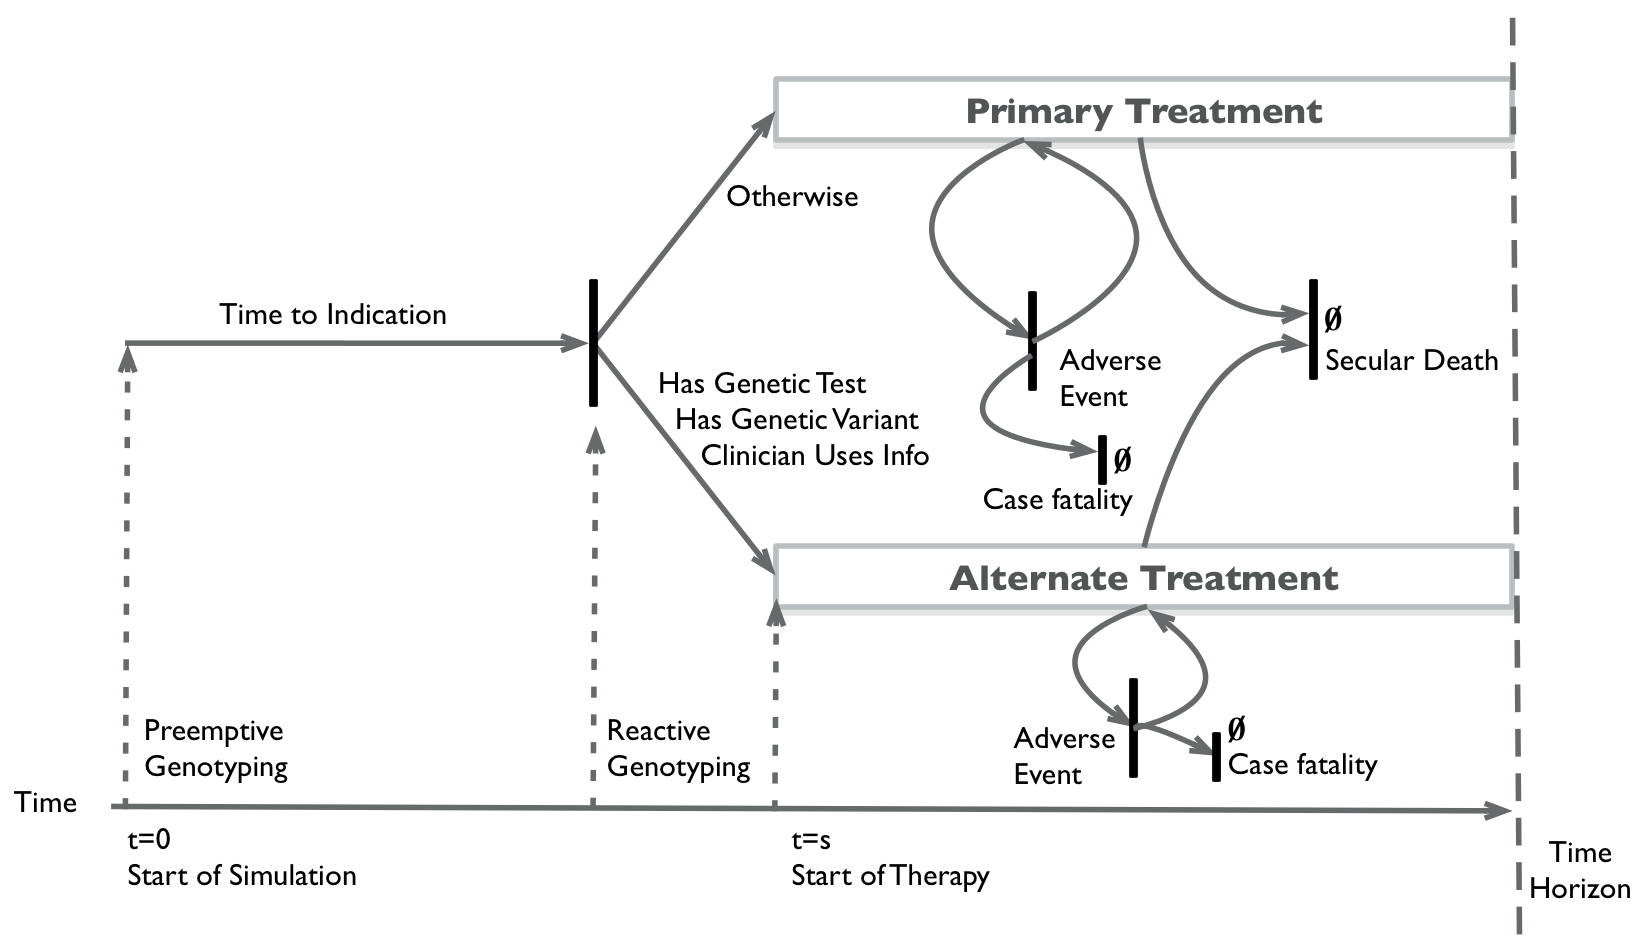 Primary Treatment
Otherwise
Time to Indication
Ø
Secular Death
Adverse
Event
Has Genetic Test
Has Genetic Variant
Clinician Uses Info
Ø
Case fatality
Alternate Treatment
Preemptive
Genotyping
Reactive
Genotyping
Adverse
Event
Ø
Case fatality
Time
t=0
Start of Simulation
t=s
Start of Therapy
Time
Horizon